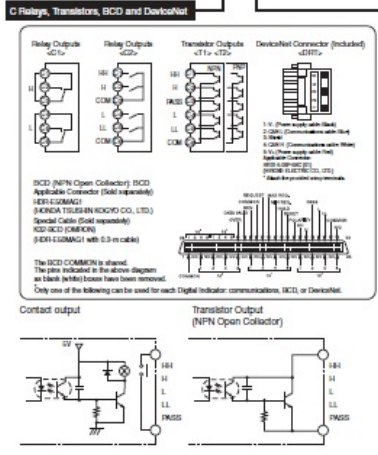 C Relays, Transistors, BCD and DeviceNet
Relay Outputs
<C1>
Relay Outputs
<C2>
Transistor Outputs
<T1> <T2>
DeviceNet Connector (Included)
<DRT>
H
L
HH
H
COM
L
LL
COM
NPN
PNP
HH
H
PASS
L
LL
COM
BCD (NPN Open Collector): BCD
Applicable Connector (Sold separately)
HDR-E50MAG1
(HONDA TSUSHIN KOGYO CO., LTD.)
Special Cable (Sold separately)
K32-BCD (OMRON)
(HDR-E50MAG1 with 0.3-m cable)
The BCD COMMON is shared.
The pins indicated in the above diagram
as blank (white) boxes have been removed.
Only one of the following can be used for each Digital Indicator: communications, BCD, or DeviceNet.
Contact output
Transistor Output
(NPN Open Collector)
5V
HH
H
L
LL
PASS
HH
H
L
LL
PASS